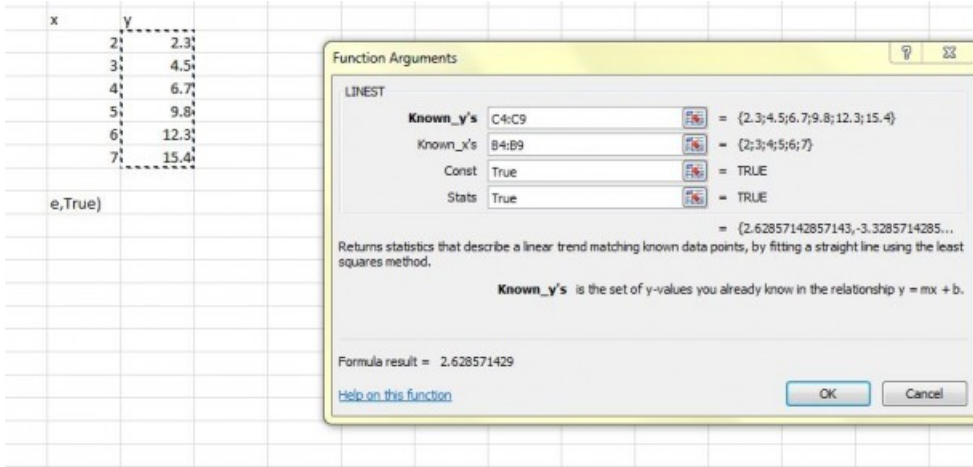 x y
2 2.3
3 4.5
4 6.7
5 9.8
6 12.3
7 15.4
e,True)
Function Arguments
LINEST
Known_y's C4:C9 = {2.3;4.5;6.7;9.8;12.3;15.4}
Known_x's B4:B9 = {2;3;4;5;6;7}
Const True = TRUE
Stats True = TRUE
= {2.62857142857143,-3.3285714285...
Returns statistics that describe a linear trend matching known data points, by fitting a straight line using the least
squares method.
Known_y's is the set of y-values you already know in the relationship y = mx + b.
Formula result = 2.628571429
Help on this function
OK Cancel